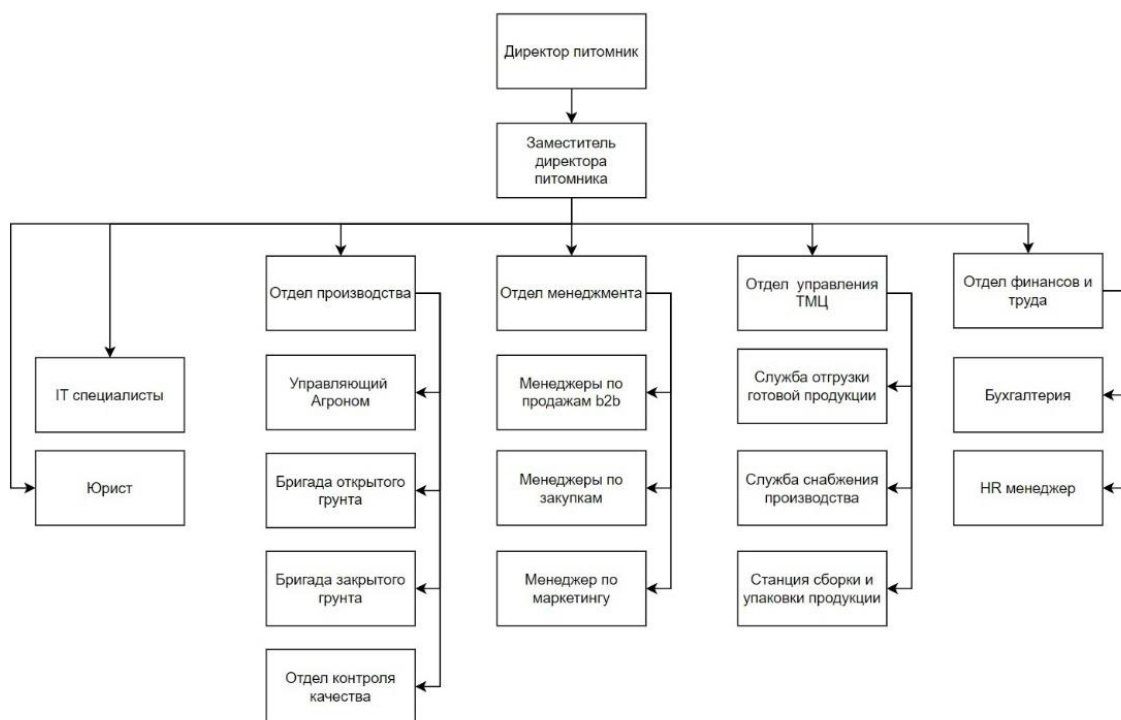 Директор питомник
Заместитель
директора
питомника
Отдел производства
Отдел менеджмента
Отдел управления
ТМЦ
Отдел финансов и
труда
IT специалисты
Управляющий
Агроном
Менеджеры по
продажам b2b
Служба отгрузки
готовой продукции
Бухгалтерия
Юрист
Бригада открытого
грунта
Менеджеры по
закупкам
Служба снабжения
производства
HR менеджер
Бригада закрытого
грунта
Менеджер по
маркетингу
Станция сборки и
упаковки продукции
Отдел контроля
качества